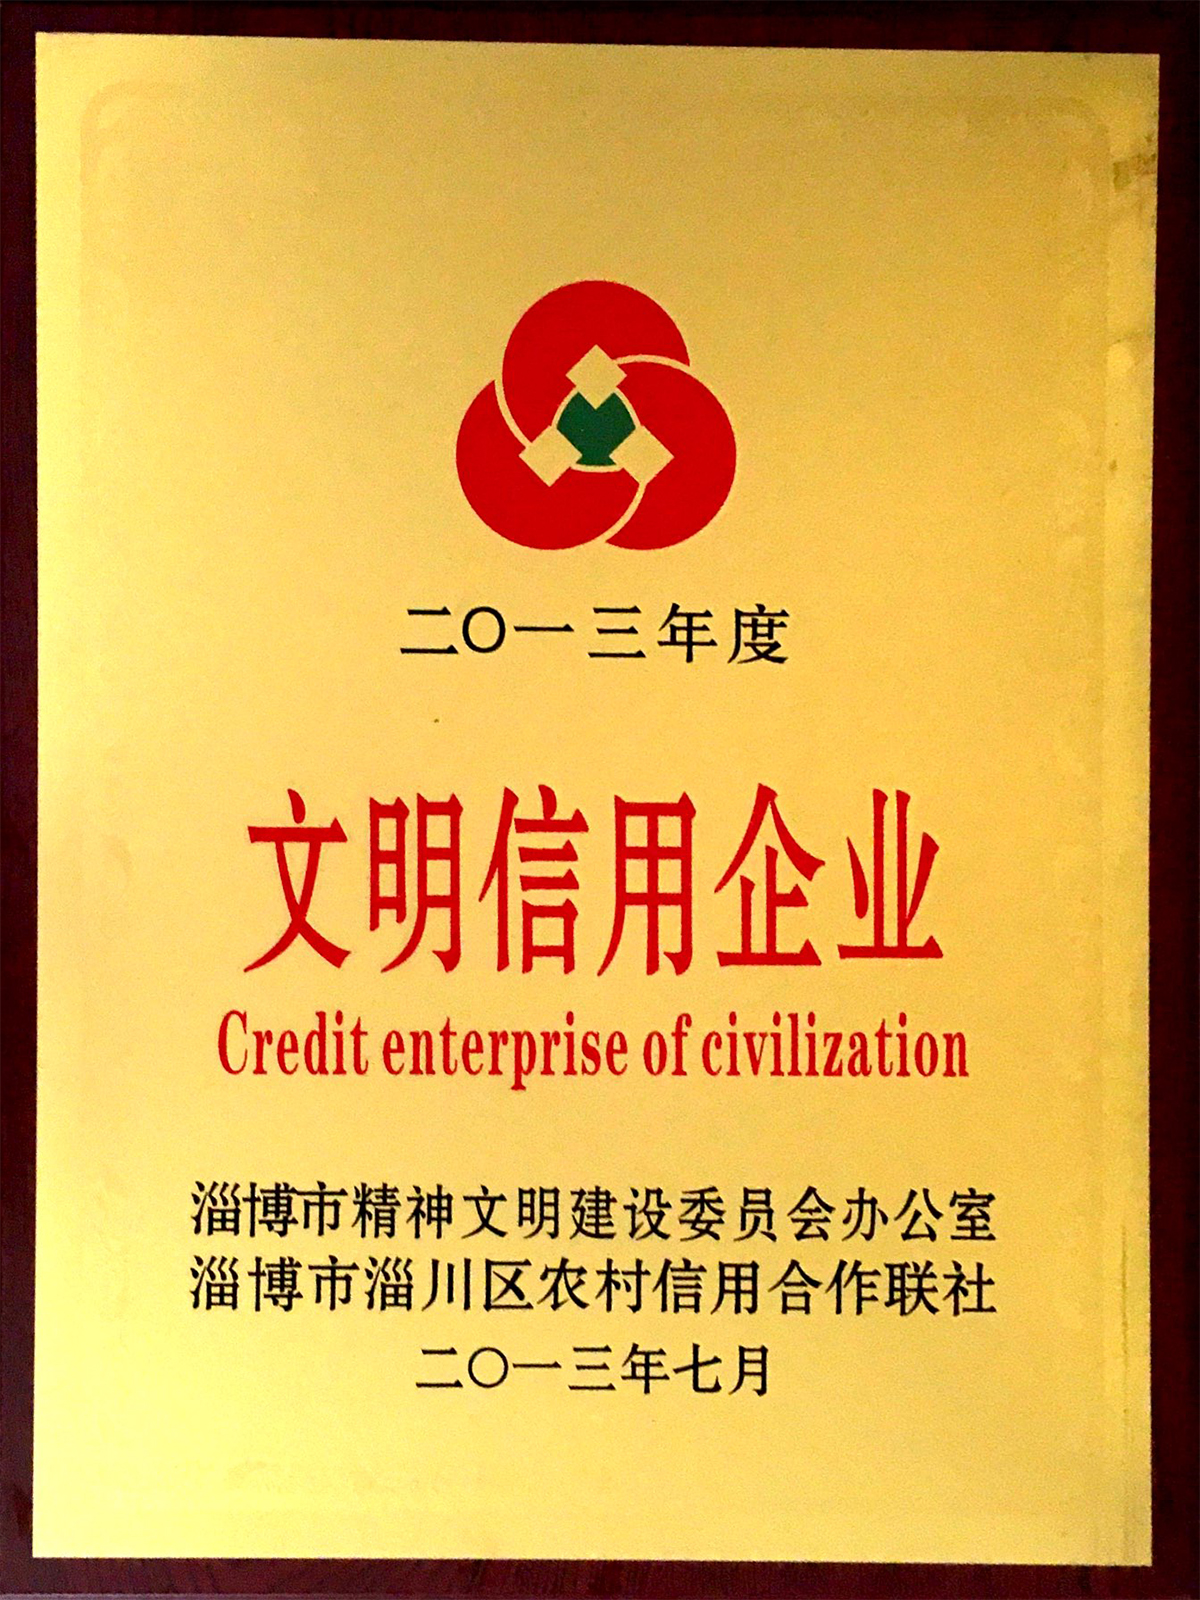 二〇一三年度
文明信用企业
Credit enterprise of civilization
淄博市精神文明建设委员会办公室
淄博市淄川区农村信用合作联社
二〇一三年七月